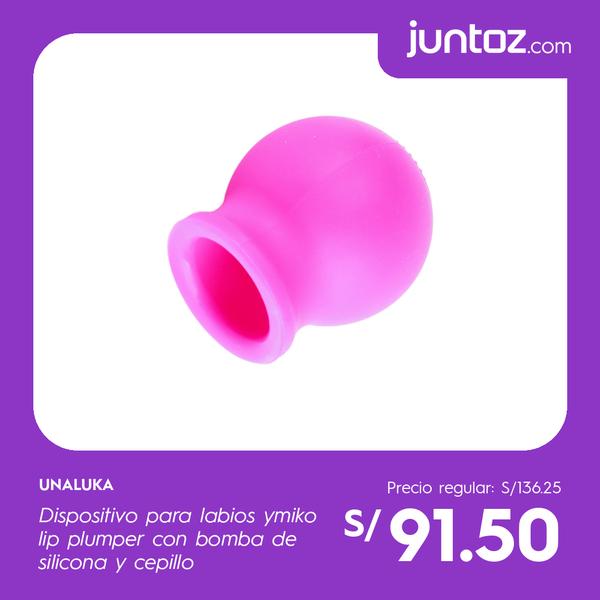 juntoz.com
UNALUKA
Dispositivo para labios ymiko
lip plumper con bomba de
silicona y cepillo
Precio regular: S/136.25
S/91.50